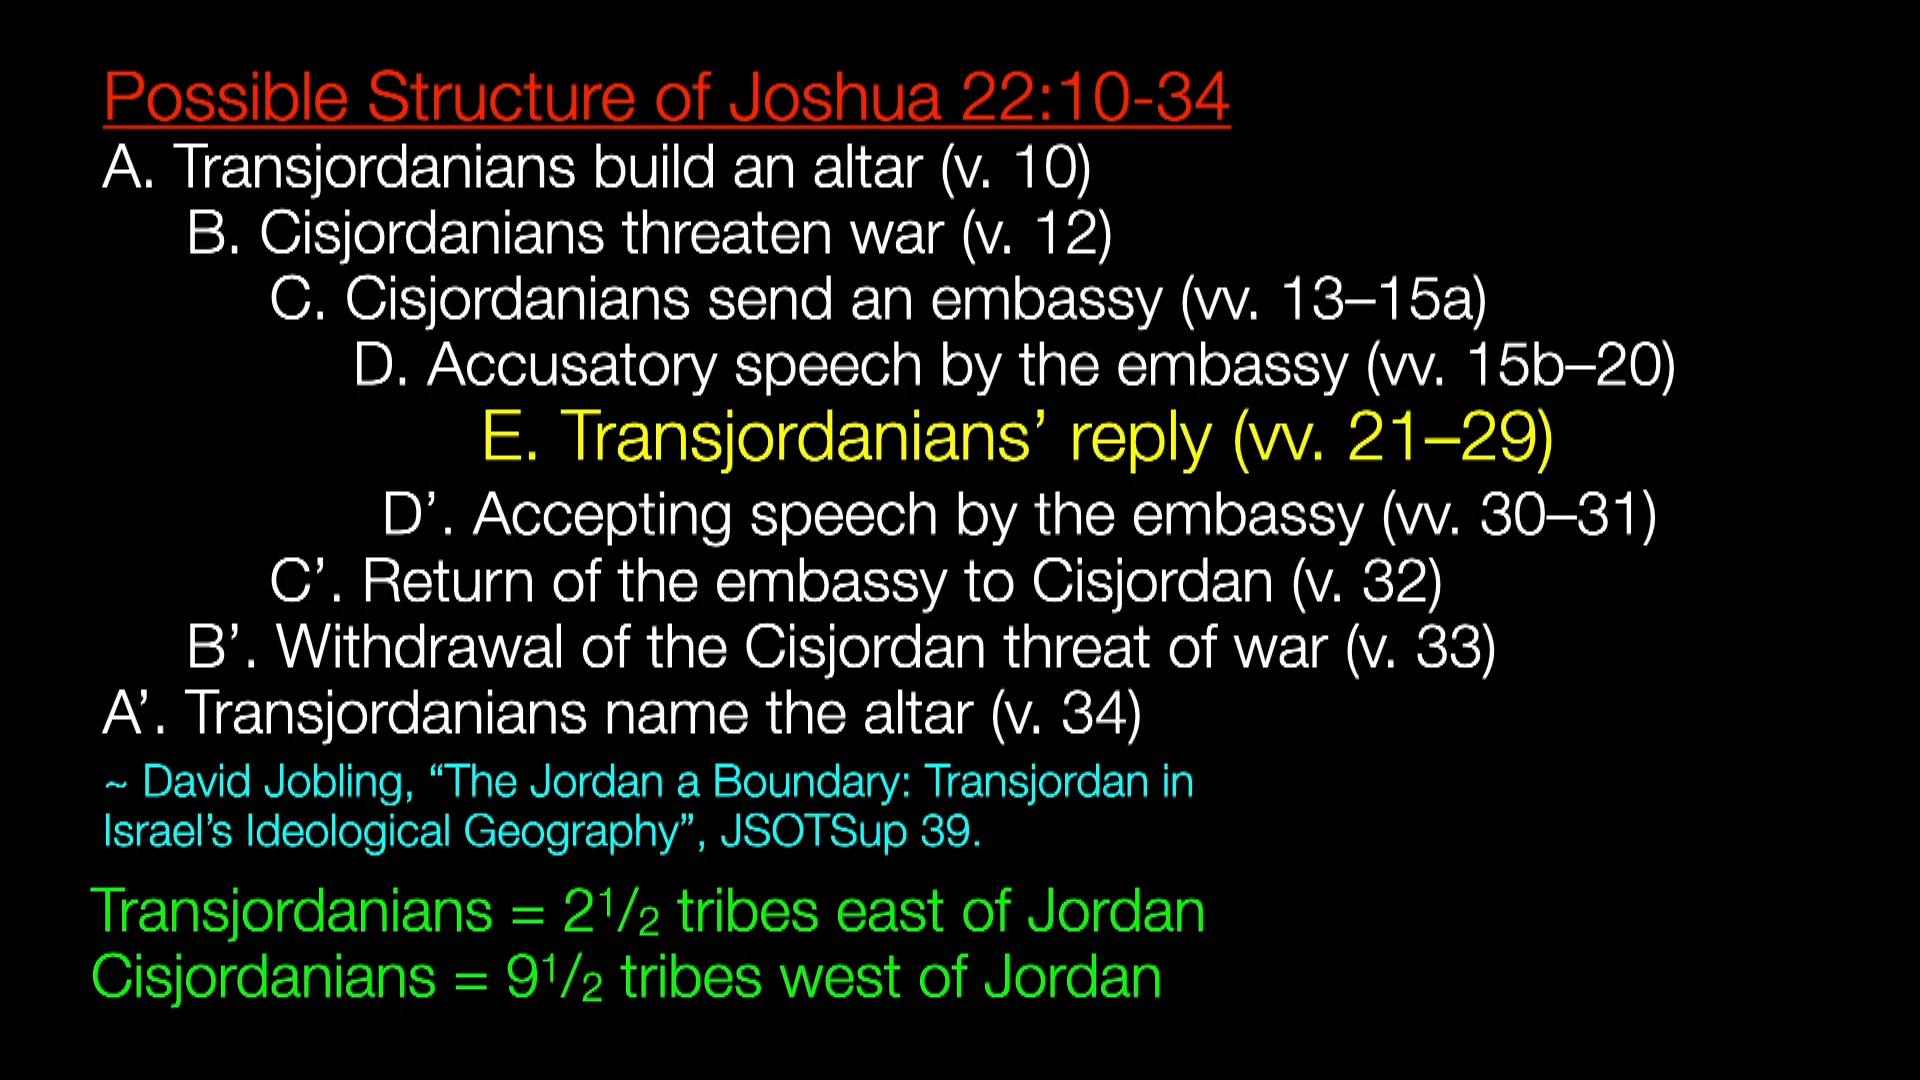 Possible Structure of Joshua 22:10-34
A. Transjordanians build an altar (v. 10)
B. Cisjordanians threaten war (v. 12)
C. Cisjordanians send an embassy (vv. 13–15a)
D. Accusatory speech by the embassy (vv. 15b–20)
E. Transjordanians’ reply (vv. 21–29)
D’. Accepting speech by the embassy (vv. 30–31)
C’. Return of the embassy to Cisjordan (v. 32)
B’. Withdrawal of the Cisjordan threat of war (v. 33)
A’. Transjordanians name the altar (v. 34)
~ David Jobling, “The Jordan a Boundary: Transjordan in
Israel’s Ideological Geography”, JSOTSup 39.
Transjordanians = 2¹/₂ tribes east of Jordan
Cisjordanians = 9¹/₂ tribes west of Jordan